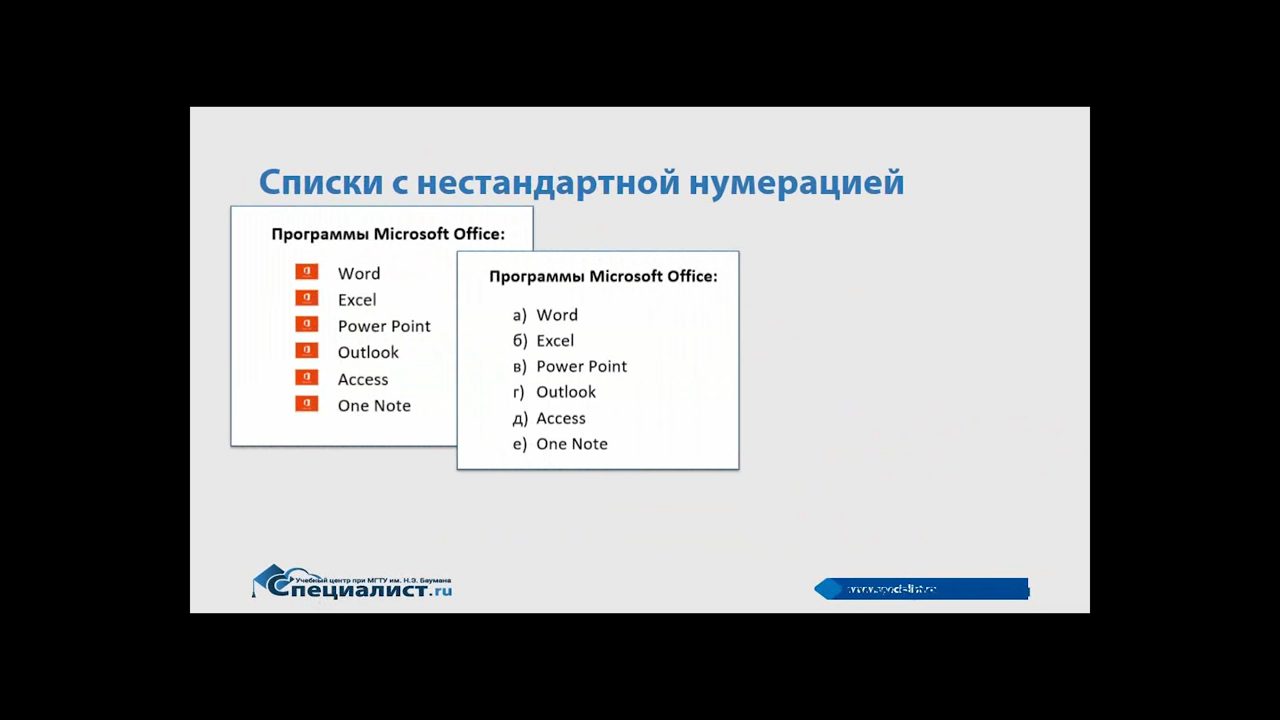 Списки с нестандартной нумерацией
Программы Microsoft Office:
Word
Excel
Power Point
Outlook
Access
One Note
Программы Microsoft Office:
а) Word
б) Excel
в) Power Point
г) Outlook
д) Access
е) One Note
Учебный центр при МГТУ им. Н.Э. Баумана
Специалист.ru